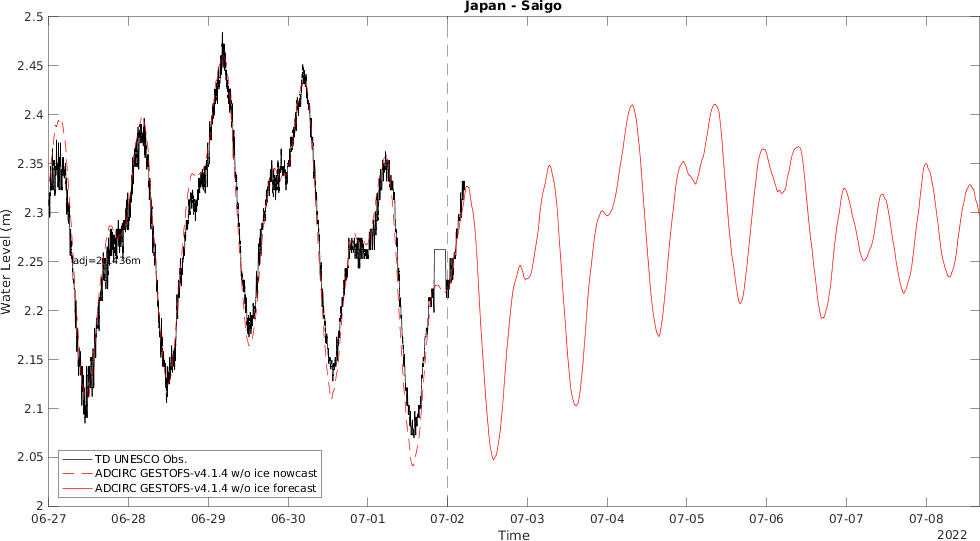 Japan - Saigo
2.5
2.45
2.4
2.35
2.3
2.25
2.2
2.15
2.1
2.05
2
Water Level (m)
TD UNESCO Obs.
ADCIRC GESTOFS-v4.1.4 w/o ice nowcast
ADCIRC GESTOFS-v4.1.4 w/o ice forecast
06-27 06-28 06-29 06-30 07-01 07-02 07-03 07-04 07-05 07-06 07-07 07-08
2022
Time